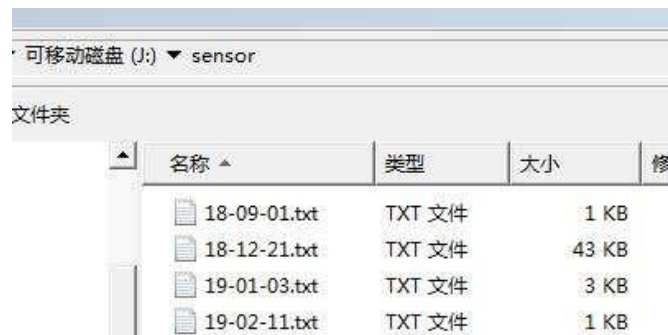 可移动磁盘 (J:) ▼ sensor
文件夹
名称 类型 大小 修
18-09-01.txt TXT 文件 1 KB
18-12-21.txt TXT 文件 43 KB
19-01-03.txt TXT 文件 3 KB
19-02-11.txt TXT 文件 1 KB